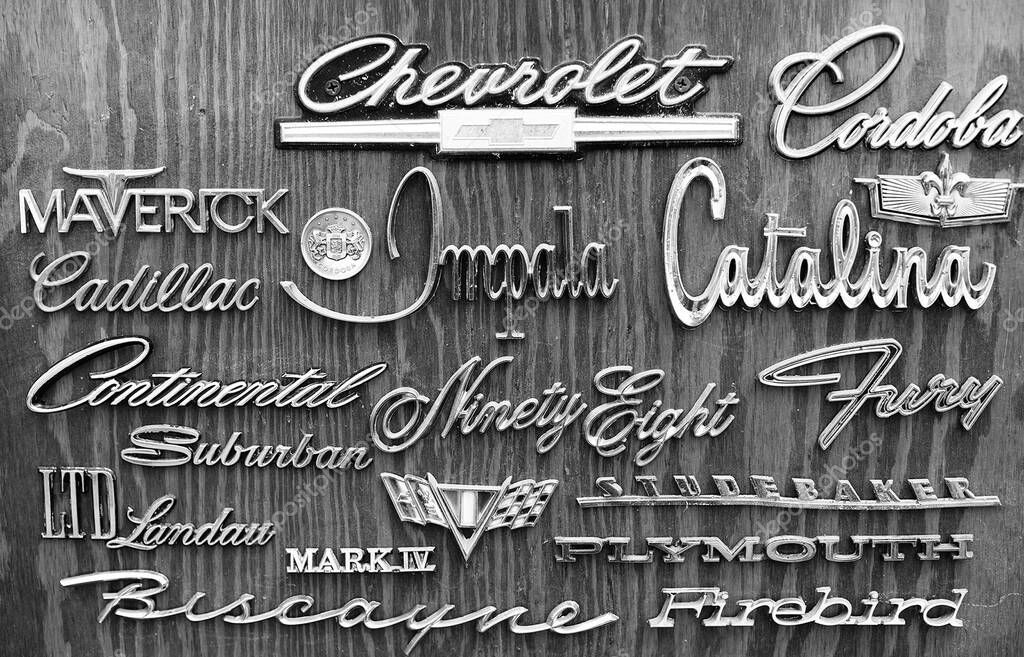 Chevrolet
Cordoba
MAVERICK
CORDOBA
Impala
Catalina
Cadillac
Continental
Ninety Eight
Fury
Suburban
STUDEBAKER
LTD
Landau
PLYMOUTH
MARK IV
Biscayne
Firebird